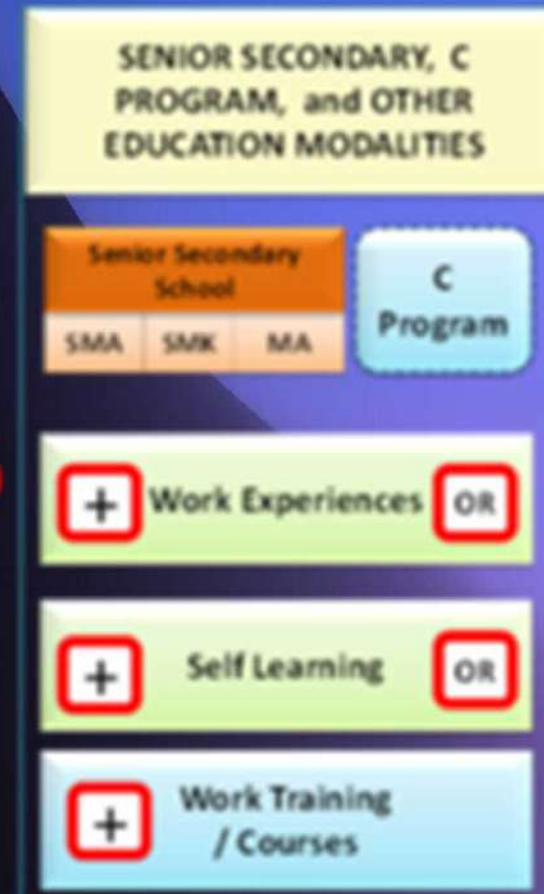 SENIOR SECONDARY, C
PROGRAM, and OTHER
EDUCATION MODALITIES
Senior Secondary
School
SMA SMK MA
C
Program
+ Work Experiences OR
+ Self Learning OR
+ Work Training
/ Courses